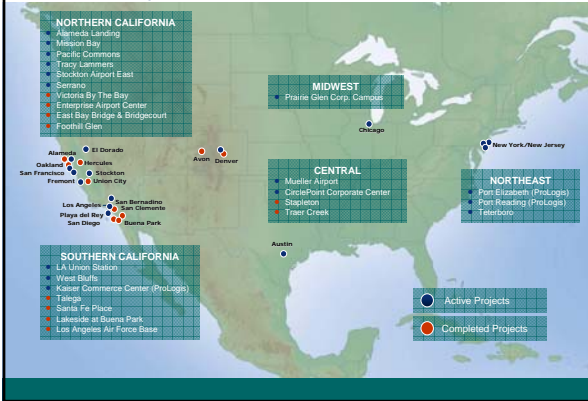 NORTHERN CALIFORNIA
Alameda Landing
Mission Bay
Pacific Commons
Tracy Lammers
Stockton Airport East
Serrano
Victoria By The Bay
Enterprise Airport Center
East Bay Bridge & Bridgecourt
Foothill Glen
MIDWEST
Prairie Glen Corp. Campus
Chicago
New York/New Jersey
El Dorado
Alameda
Oakland
Hercules
San Francisco
Stockton
Fremont
Union City
Avon
Denver
CENTRAL
Mueller Airport
CirclePoint Corporate Center
Stapleton
Traer Creek
NORTHEAST
Port Elizabeth (ProLogis)
Port Reading (ProLogis)
Teterboro
San Bernadino
Los Angeles
San Clemente
Playa del Rey
San Diego
Buena Park
Austin
SOUTHERN CALIFORNIA
LA Union Station
West Bluffs
Kaiser Commerce Center (ProLogis)
Talega
Santa Fe Place
Lakeside at Buena Park
Los Angeles Air Force Base
Active Projects
Completed Projects